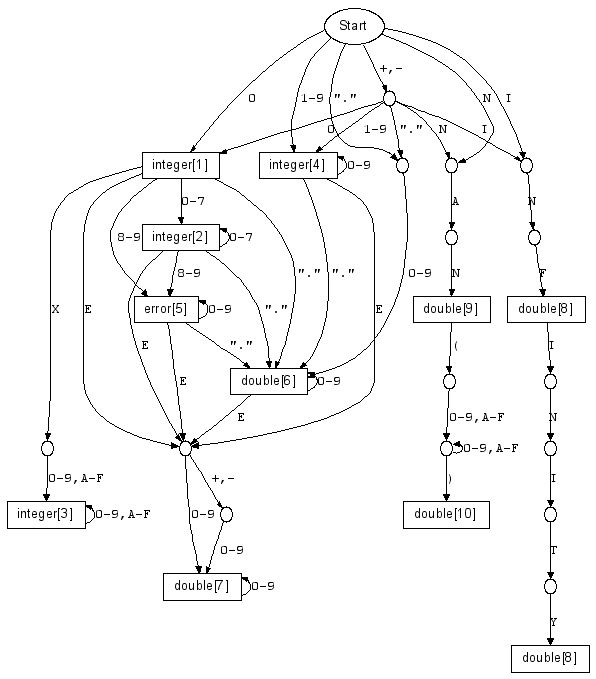 Start
+,-
0
1-9
"."
N
I
0
1-9
"."
N
I
integer[1]
integer[4]
0-9
0-7
A
N
8-9
integer[2]
0-7
8-9
"."
"."
0-9
N
F
X
E
error[5]
0-9
"."
E
double[9]
double[8]
E
E
"."
(
I
double[6]
0-9
E
0-9,A-F
N
0-9,A-F
+,-
0-9,A-F
)
I
integer[3]
0-9,A-F
0-9
double[10]
0-9
T
double[7]
0-9
Y
double[8]